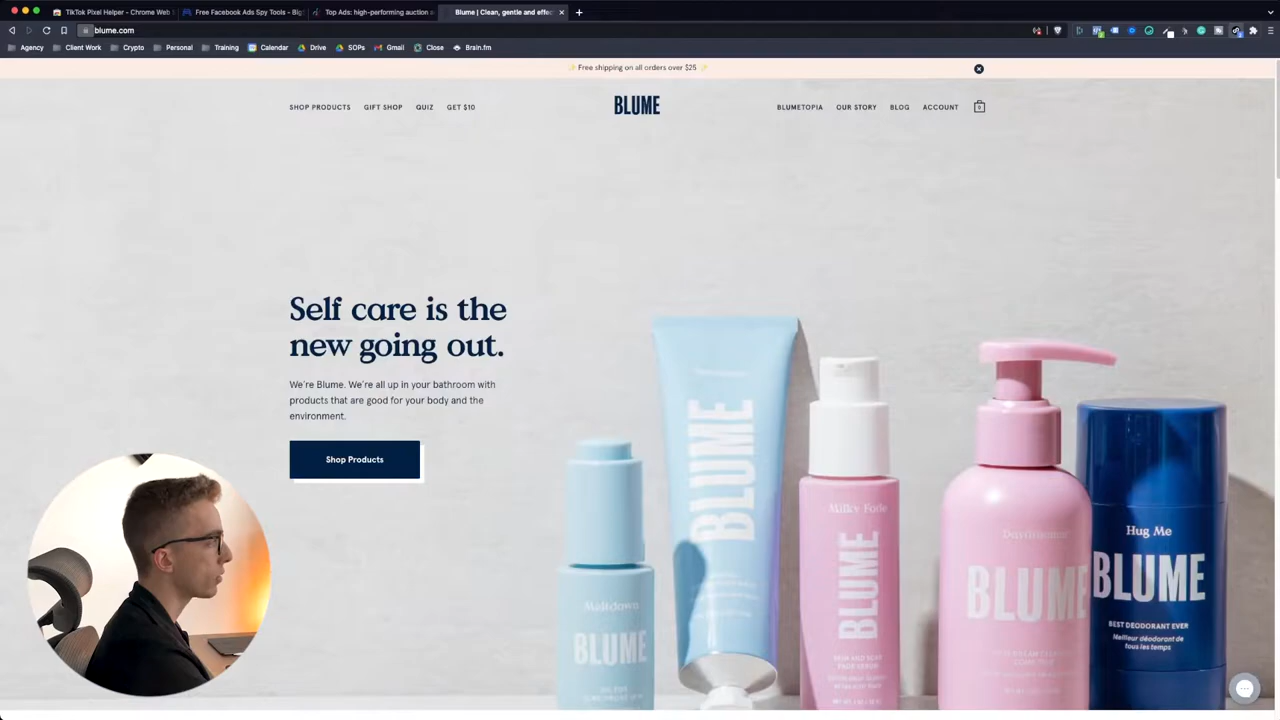 TikTok Pixel Helper - Chrome Web S
Free Facebook Ads Spy Tools - Big
Top Ads: high-performing auction a
Blume | Clean, gentle and effec
blume.com
Agency
Client Work
Crypto
Personal
Training
Calendar
Drive
SOPs
Gmail
Close
Brain.fm
✨ Free shipping on all orders over $25 ✨
SHOP PRODUCTS
GIFT SHOP
QUIZ
GET $10
BLUME
BLUMETOPIA
OUR STORY
BLOG
ACCOUNT
0
Self care is the
new going out.
We're Blume. We're all up in your bathroom with
products that are good for your body and the
environment.
Shop Products
Meltdown
BLUME
BLUME
Milky Fade
BLUME
Daydreamer
BLUME
Hug Me
BLUME
BEST DEODORANT EVER
Meilleur déodorant de
tous les temps